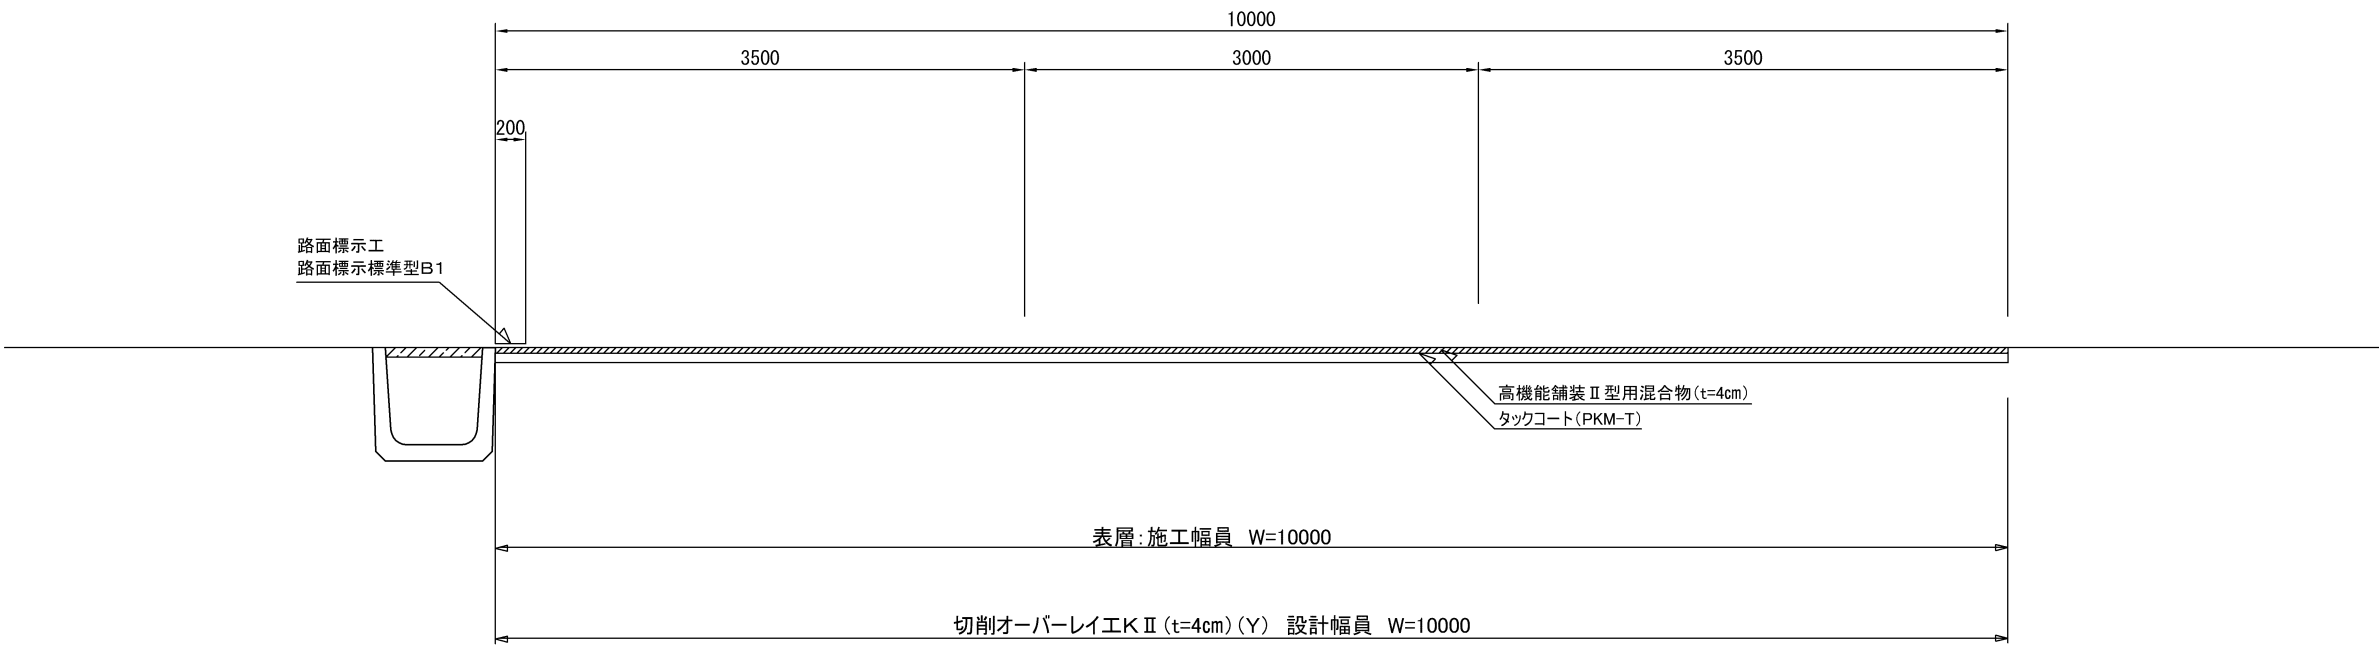 10000
3500 3000 3500
200
路面標示工
路面標示標準型B1
高機能舗装Ⅱ型用混合物(t=4㎝)
タックコート(PKM-T)
表層:施工幅員 W=10000
切削オーバーレイ工KⅡ(t=4㎝)(Y) 設計幅員 W=10000